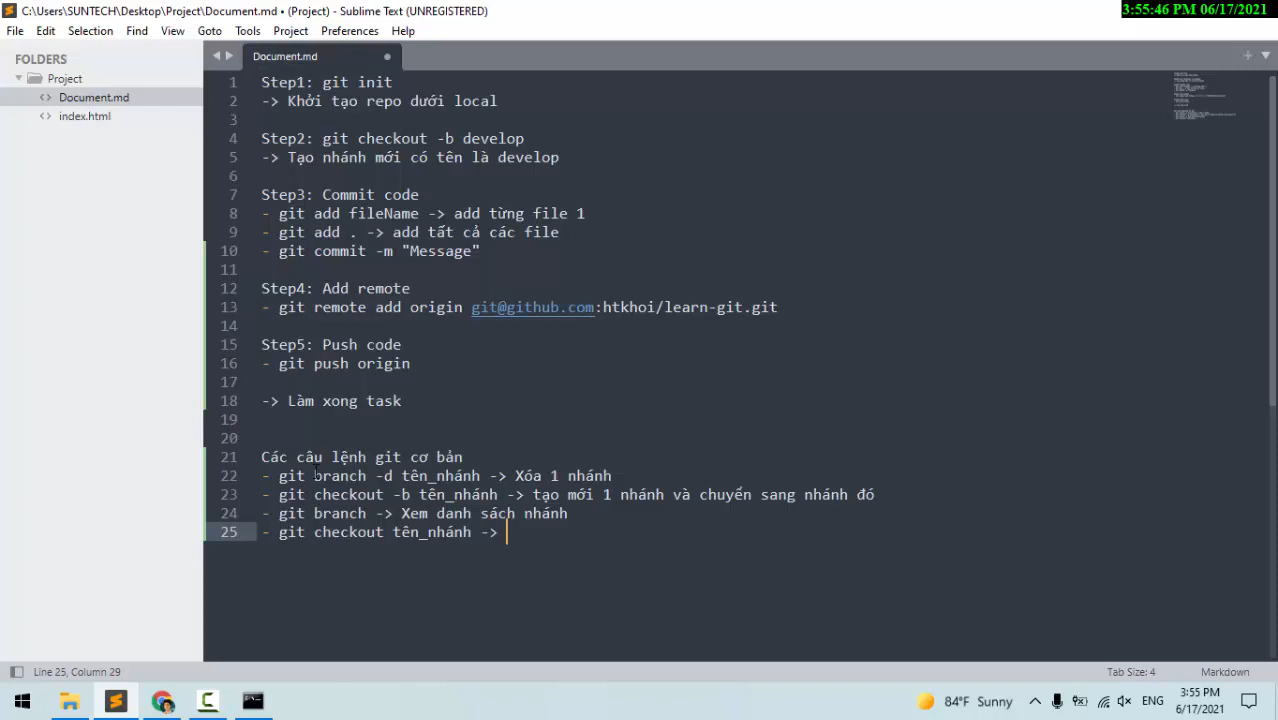 3:55:46 PM 06/17/2021
C:\Users\SUNTECH\Desktop\Project\Document.md • (Project) - Sublime Text (UNREGISTERED)
File Edit Selection Find View Goto Tools Project Preferences Help
FOLDERS
Project
Document.md
index.html
Document.md
1 Step1: git init
2 -> Khởi tạo repo dưới local
3
4 Step2: git checkout -b develop
5 -> Tạo nhánh mới có tên là develop
6
7 Step3: Commit code
8 - git add fileName -> add từng file 1
9 - git add . -> add tất cả các file
10 - git commit -m "Message"
11
12 Step4: Add remote
13 - git remote add origin git@github.com:htkhoi/learn-git.git
14
15 Step5: Push code
16 - git push origin
17
18 -> Làm xong task
19
20
21 Các câu lệnh git cơ bản
22 - git branch -d tên_nhánh -> Xóa 1 nhánh
23 - git checkout -b tên_nhánh -> tạo mới 1 nhánh và chuyển sang nhánh đó
24 - git branch -> Xem danh sách nhánh
25 - git checkout tên_nhánh ->
Line 25, Column 29
Tab Size: 4
Markdown
84°F Sunny
ENG
3:55 PM
6/17/2021